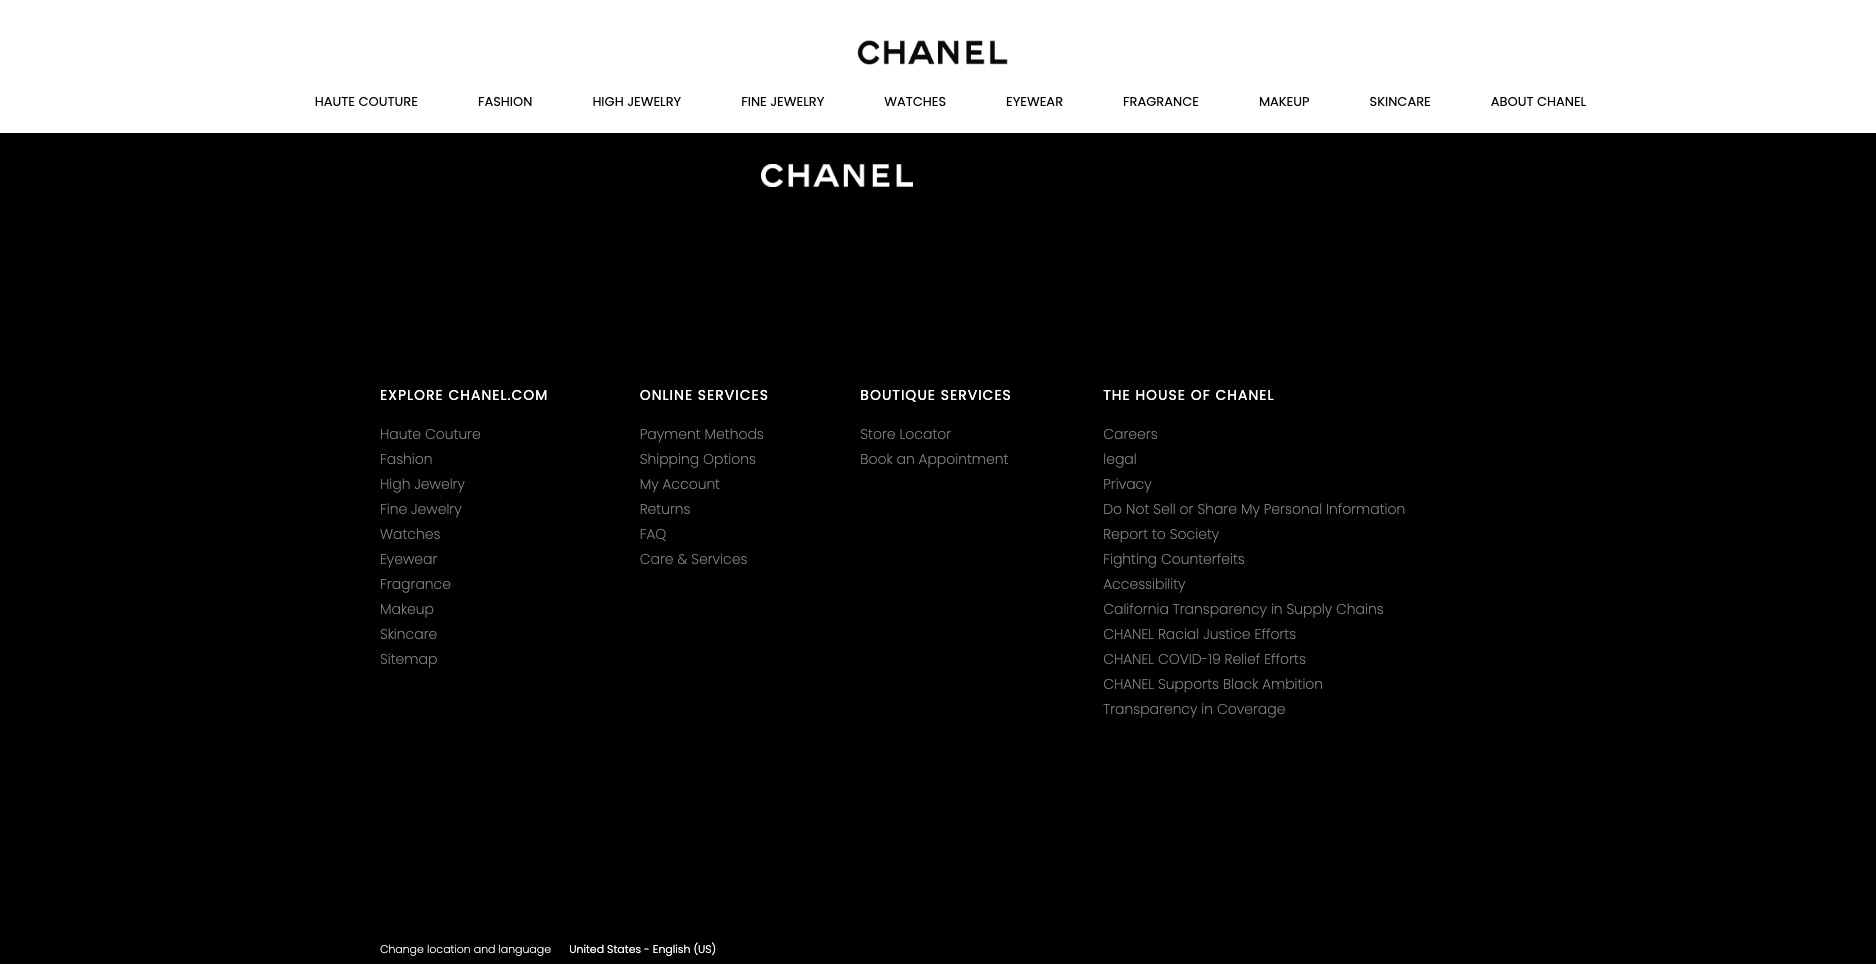 CHANEL
HAUTE COUTURE FASHION HIGH JEWELRY FINE JEWELRY WATCHES EYEWEAR FRAGRANCE MAKEUP SKINCARE ABOUT CHANEL
CHANEL
EXPLORE CHANEL.COM
Haute Couture
Fashion
High Jewelry
Fine Jewelry
Watches
Eyewear
Fragrance
Makeup
Skincare
Sitemap
ONLINE SERVICES
Payment Methods
Shipping Options
My Account
Returns
FAQ
Care & Services
BOUTIQUE SERVICES
Store Locator
Book an Appointment
THE HOUSE OF CHANEL
Careers
legal
Privacy
Do Not Sell or Share My Personal Information
Report to Society
Fighting Counterfeits
Accessibility
California Transparency in Supply Chains
CHANEL Racial Justice Efforts
CHANEL COVID-19 Relief Efforts
CHANEL Supports Black Ambition
Transparency in Coverage
Change location and language United States - English (US)